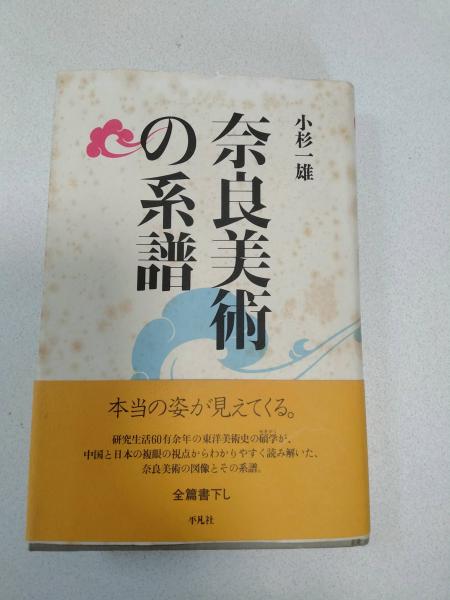 小杉一雄
奈良美術
の系譜
本当の姿が見えてくる。
研究生活60有余年の東洋美術史の碩学が、
中国と日本の複眼の視点からわかりやすく読み解いた、
奈良美術の図像とその系譜。
全篇書下し
平凡社